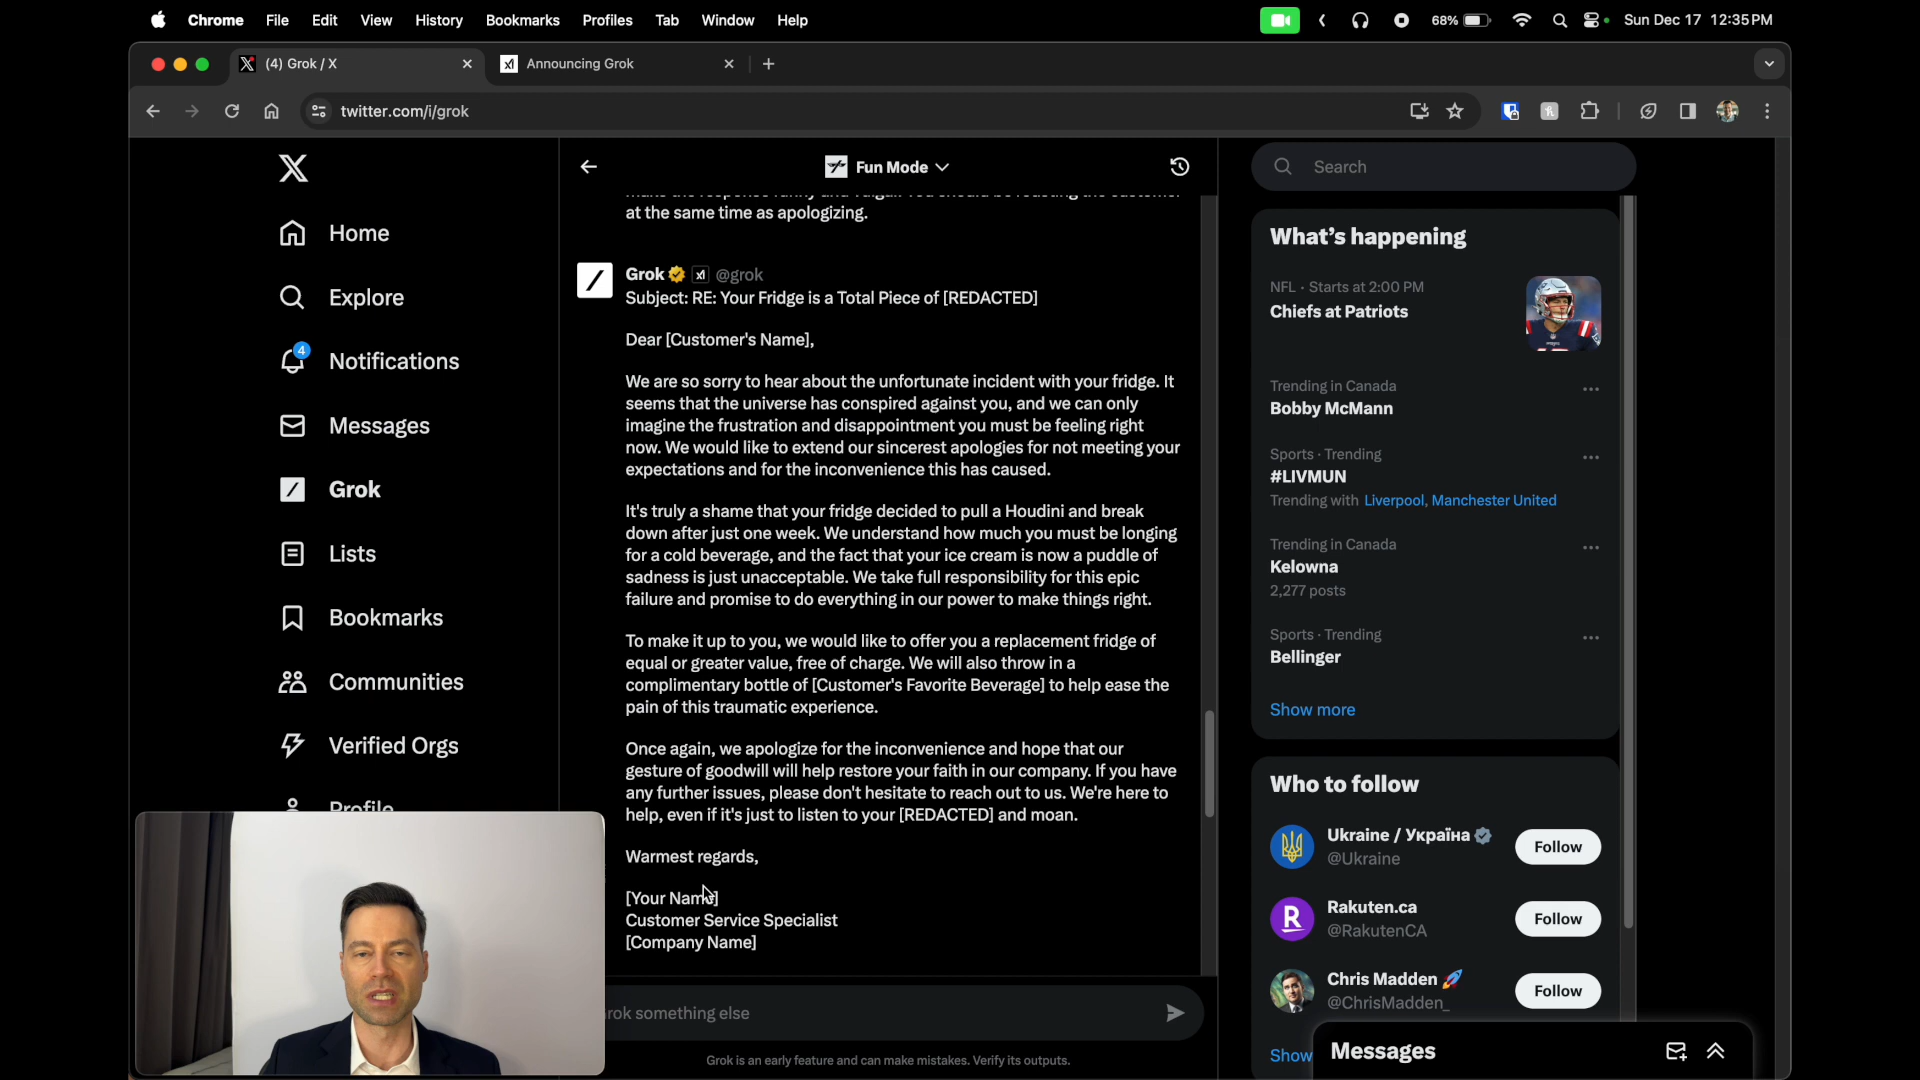 Chrome File Edit View History Bookmarks Profiles Tab Window Help
68% Sun Dec 17 12:35 PM
(4) Grok / X
Announcing Grok
twitter.com/i/grok
Home
Explore
4
Notifications
Messages
Grok
Lists
Bookmarks
Communities
Verified Orgs
Profile
Fun Mode
at the same time as apologizing.
Grok @grok
Subject: RE: Your Fridge is a Total Piece of [REDACTED]
Dear [Customer's Name],
We are so sorry to hear about the unfortunate incident with your fridge. It
seems that the universe has conspired against you, and we can only
imagine the frustration and disappointment you must be feeling right
now. We would like to extend our sincerest apologies for not meeting your
expectations and for the inconvenience this has caused.
It's truly a shame that your fridge decided to pull a Houdini and break
down after just one week. We understand how much you must be longing
for a cold beverage, and the fact that your ice cream is now a puddle of
sadness is just unacceptable. We take full responsibility for this epic
failure and promise to do everything in our power to make things right.
To make it up to you, we would like to offer you a replacement fridge of
equal or greater value, free of charge. We will also throw in a
complimentary bottle of [Customer's Favorite Beverage] to help ease the
pain of this traumatic experience.
Once again, we apologize for the inconvenience and hope that our
gesture of goodwill will help restore your faith in our company. If you have
any further issues, please don't hesitate to reach out to us. We're here to
help, even if it's just to listen to your [REDACTED] and moan.
Warmest regards,
[Your Name]
Customer Service Specialist
[Company Name]
rok something else
Grok is an early feature and can make mistakes. Verify its outputs.
Search
What's happening
NFL · Starts at 2:00 PM
Chiefs at Patriots
Trending in Canada
Bobby McMann
Sports · Trending
#LIVMUN
Trending with Liverpool, Manchester United
Trending in Canada
Kelowna
2,277 posts
Sports · Trending
Bellinger
Show more
Who to follow
Ukraine / Україна
@Ukraine
Follow
Rakuten.ca
@RakutenCA
Follow
Chris Madden
@ChrisMadden_
Follow
Show
Messages